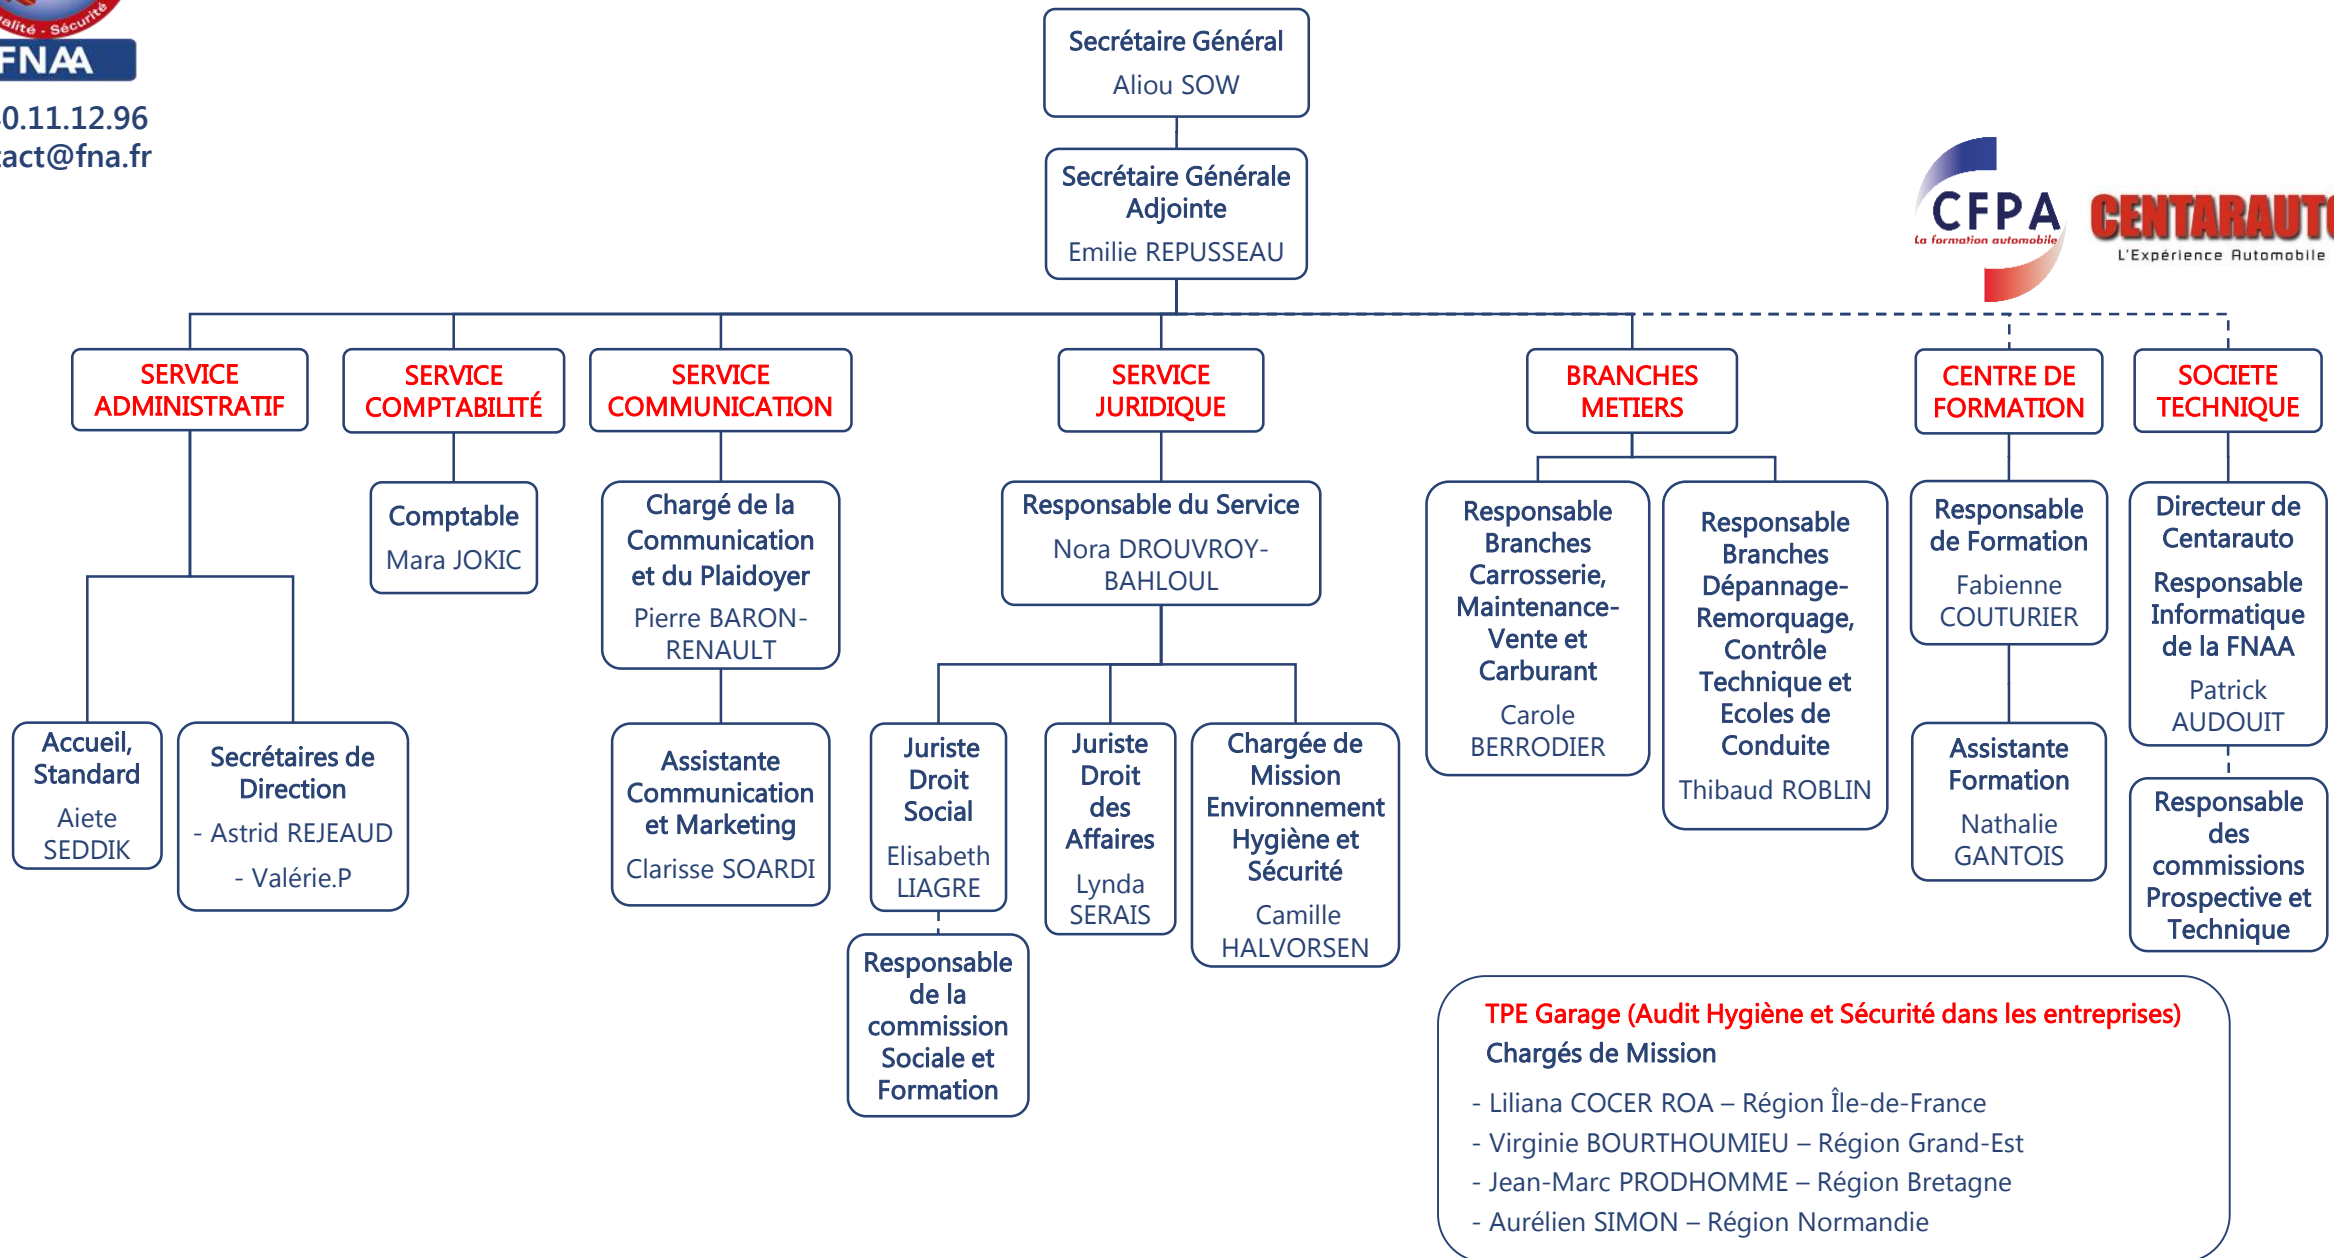 Qualité - Sécurité
FNAA
0.11.12.96
tact@fna.fr
Secrétaire Général
Aliou SOW
Secrétaire Générale
Adjointe
Emilie REPUSSEAU
CFPA
La formation automobile
CENTARAUTO
L'Expérience Automobile
SERVICE
ADMINISTRATIF
Accueil,
Standard
Aiete
SEDDIK
Secrétaires de
Direction
- Astrid REJEAUD
- Valérie.P
SERVICE
COMPTABILITÉ
Comptable
Mara JOKIC
SERVICE
COMMUNICATION
Chargé de la
Communication
et du Plaidoyer
Pierre BARON-
RENAULT
Assistante
Communication
et Marketing
Clarisse SOARDI
SERVICE
JURIDIQUE
Responsable du Service
Nora DROUVROY-
BAHLOUL
Juriste
Droit
Social
Elisabeth
LIAGRE
Responsable
de la
commission
Sociale et
Formation
Juriste
Droit
des
Affaires
Lynda
SERAIS
Chargée de
Mission
Environnement
Hygiène et
Sécurité
Camille
HALVORSEN
BRANCHES
METIERS
Responsable
Branches
Carrosserie,
Maintenance-
Vente et
Carburant
Carole
BERRODIER
Responsable
Branches
Dépannage-
Remorquage,
Contrôle
Technique et
Ecoles de
Conduite
Thibaud ROBLIN
CENTRE DE
FORMATION
Responsable
de Formation
Fabienne
COUTURIER
Assistante
Formation
Nathalie
GANTOIS
SOCIETE
TECHNIQUE
Directeur de
Centarauto
Responsable
Informatique
de la FNAA
Patrick
AUDOUIT
Responsable
des
commissions
Prospective et
Technique
TPE Garage (Audit Hygiène et Sécurité dans les entreprises)
Chargés de Mission
- Liliana COCER ROA – Région Île-de-France
- Virginie BOURTHOUMIEU – Région Grand-Est
- Jean-Marc PRODHOMME – Région Bretagne
- Aurélien SIMON – Région Normandie